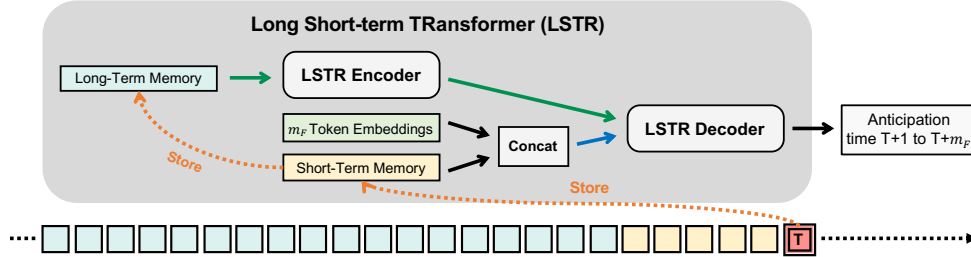 Long Short-term TRansformer (LSTR)
Long-Term Memory
LSTR Encoder
m_F Token Embeddings
Short-Term Memory
Concat
LSTR Decoder
Anticipation
time T+1 to T+m_F
Store
Store
T